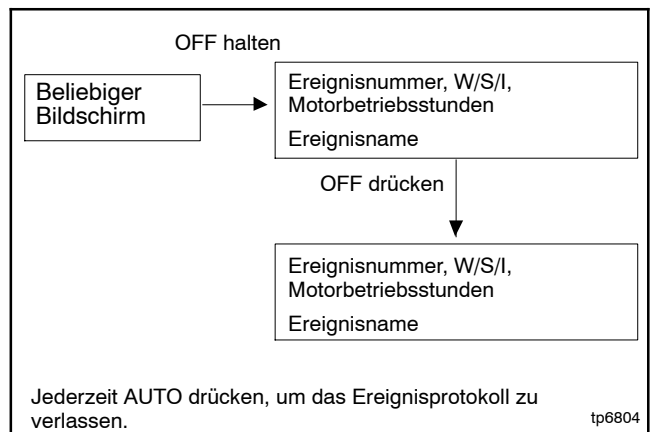 OFF halten
Beliebiger
Bildschirm
Ereignisnummer, W/S/I,
Motorbetriebsstunden
Ereignisname
OFF drücken
Ereignisnummer, W/S/I,
Motorbetriebsstunden
Ereignisname
Jederzeit AUTO drücken, um das Ereignisprotokoll zu
verlassen.
tp6804